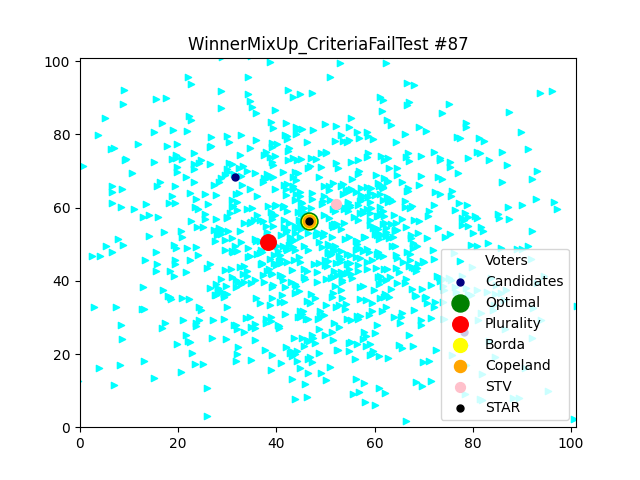 WinnerMixUp_CriteriaFailTest #87
100
80
60
40
20
0
0
20
40
60
80
100
Voters
Candidates
Optimal
Plurality
Borda
Copeland
STV
STAR